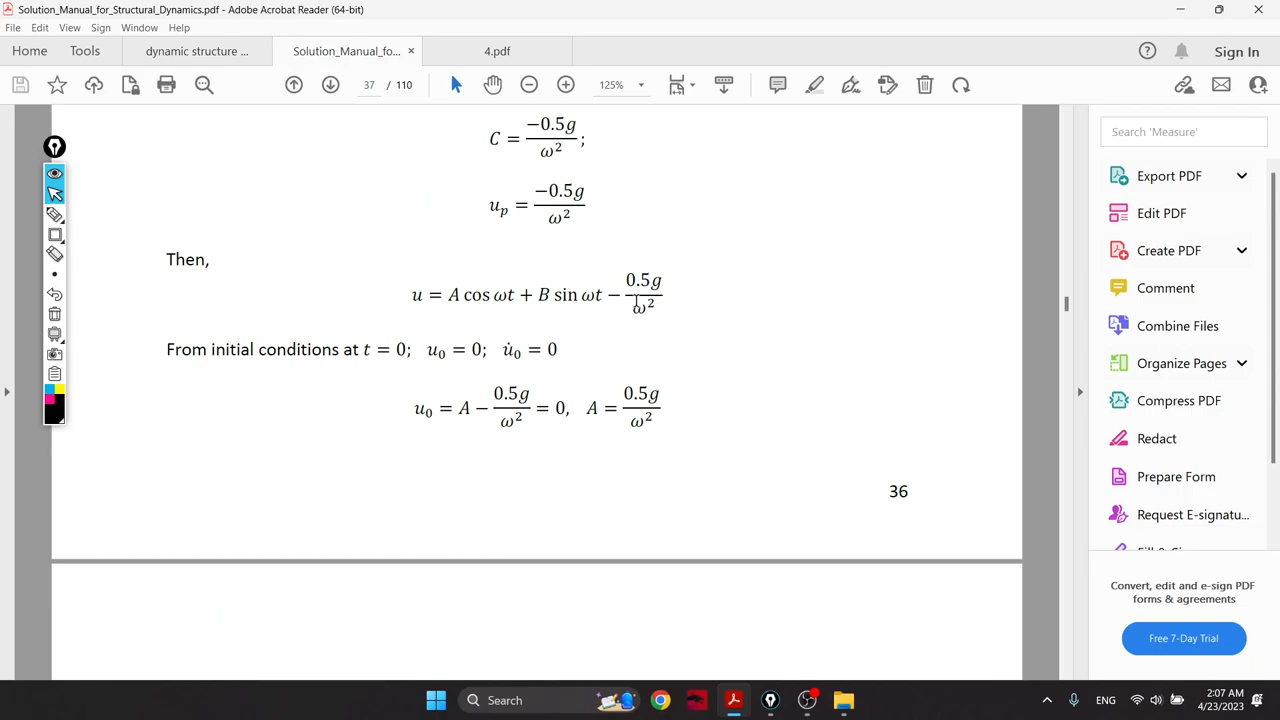 Solution_Manual_for_Structural_Dynamics.pdf - Adobe Acrobat Reader (64-bit)
File Edit View Sign Window Help
Home Tools dynamic structure ... Solution_Manual_fo... × 4.pdf Sign In
37 / 110 125%
C = −0.5g/ω²;
u_p = −0.5g/ω²
Then,
u = A cos ωt + B sin ωt − 0.5g/ω²
From initial conditions at t = 0; u₀ = 0; u̇₀ = 0
u₀ = A − 0.5g/ω² = 0, A = 0.5g/ω²
36
Search 'Measure'
Export PDF
Edit PDF
Create PDF
Comment
Combine Files
Organize Pages
Compress PDF
Redact
Prepare Form
Request E-signatu...
Convert, edit and e-sign PDF
forms & agreements
Free 7-Day Trial
Search
ENG
2:07 AM
4/23/2023